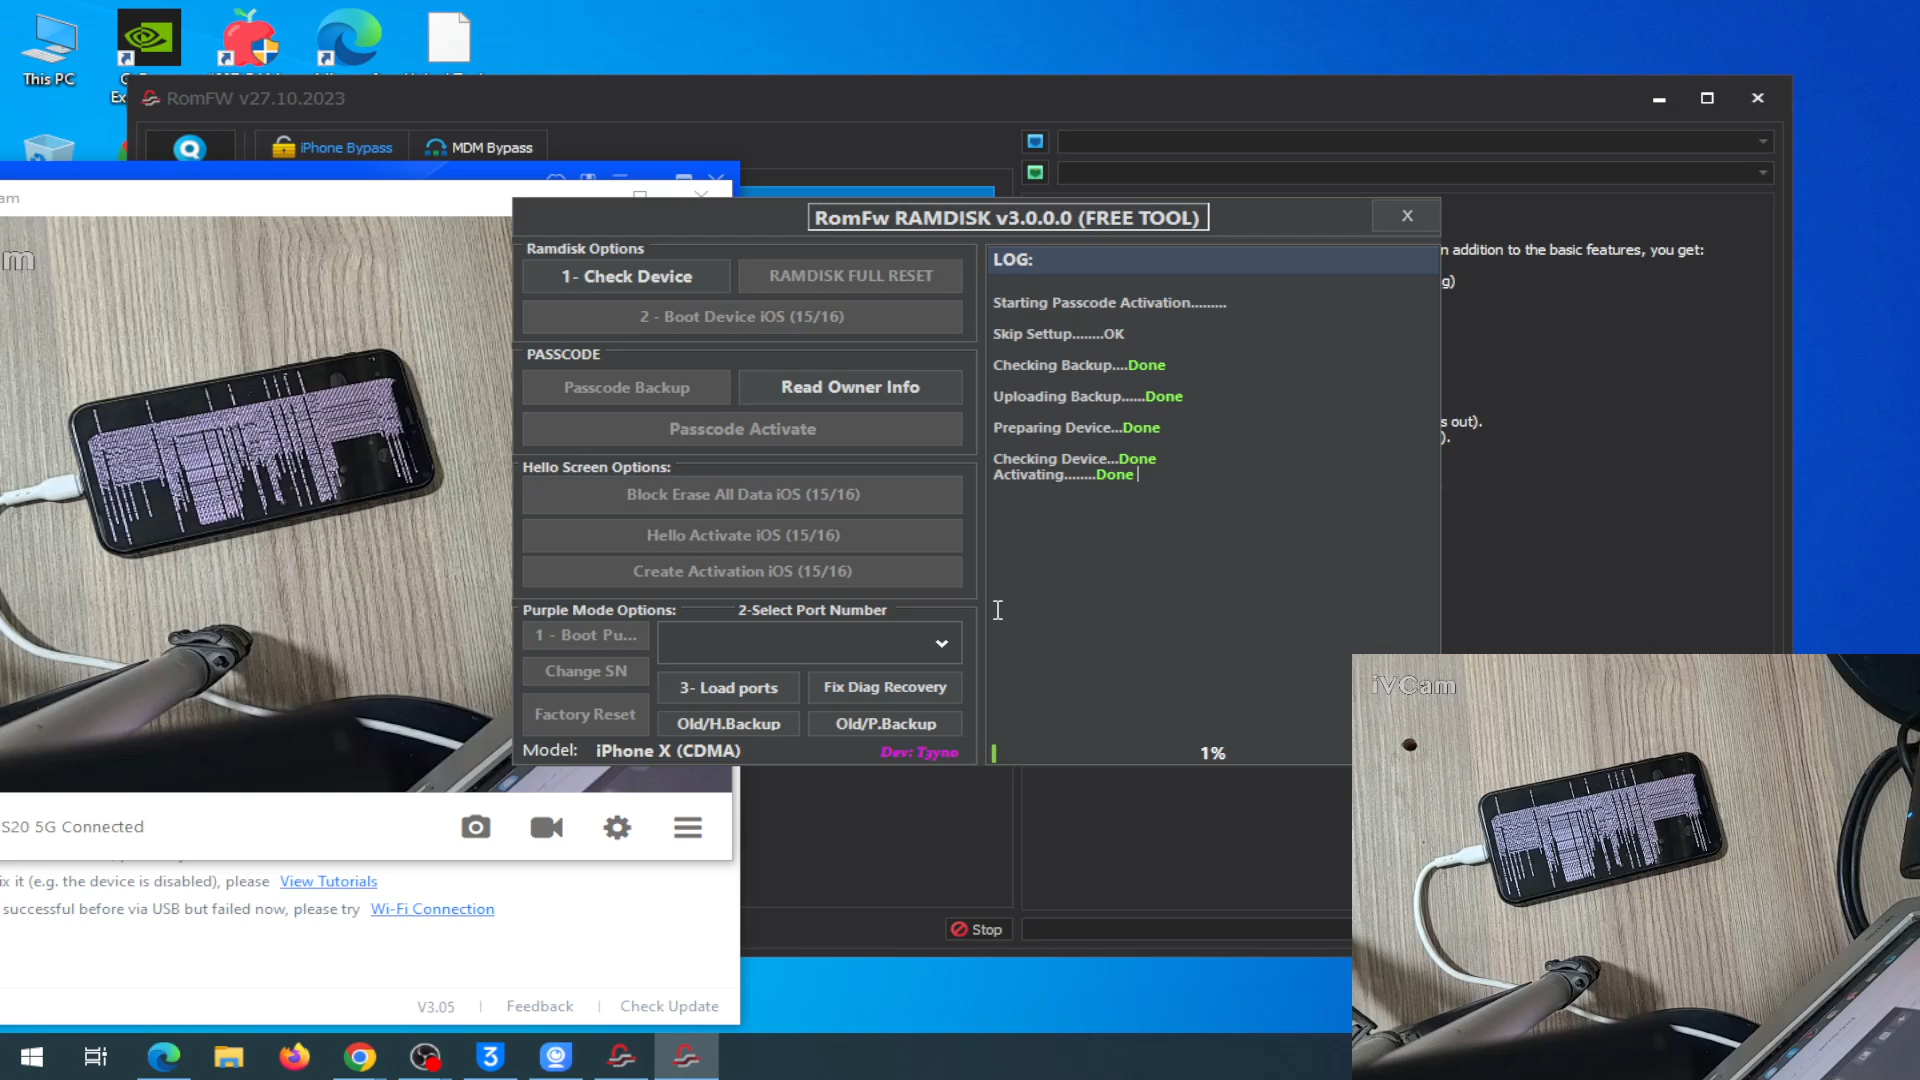 This PC
RomFW v27.10.2023
iPhone Bypass
MDM Bypass
am
m
RomFw RAMDISK v3.0.0.0 (FREE TOOL)
X
Ramdisk Options
1- Check Device
RAMDISK FULL RESET
2 - Boot Device iOS (15/16)
PASSCODE
Passcode Backup
Read Owner Info
Passcode Activate
Hello Screen Options:
Block Erase All Data iOS (15/16)
Hello Activate iOS (15/16)
Create Activation iOS (15/16)
Purple Mode Options:
2-Select Port Number
1 - Boot Pu...
Change SN
3- Load ports
Fix Diag Recovery
Factory Reset
Old/H.Backup
Old/P.Backup
Model: iPhone X (CDMA)
Dev: T3yno
LOG:
Starting Passcode Activation.........
Skip Settup........OK
Checking Backup....Done
Uploading Backup......Done
Preparing Device...Done
Checking Device...Done
Activating........Done
1%
n addition to the basic features, you get:
g)
s out).
).
S20 5G Connected
ix it (e.g. the device is disabled), please View Tutorials
successful before via USB but failed now, please try Wi-Fi Connection
V3.05
Feedback
Check Update
Stop
iVCam